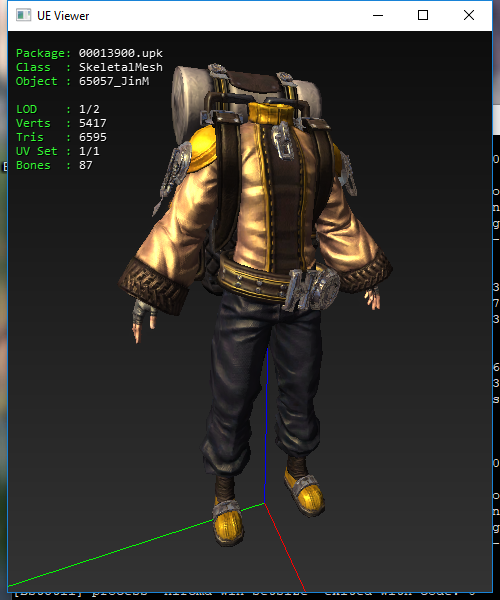 UE Viewer
Package: 00013900.upk
Class : SkeletalMesh
Object : 65057_JinM
LOD : 1/2
Verts : 5417
Tris : 6595
UV Set : 1/1
Bones : 87